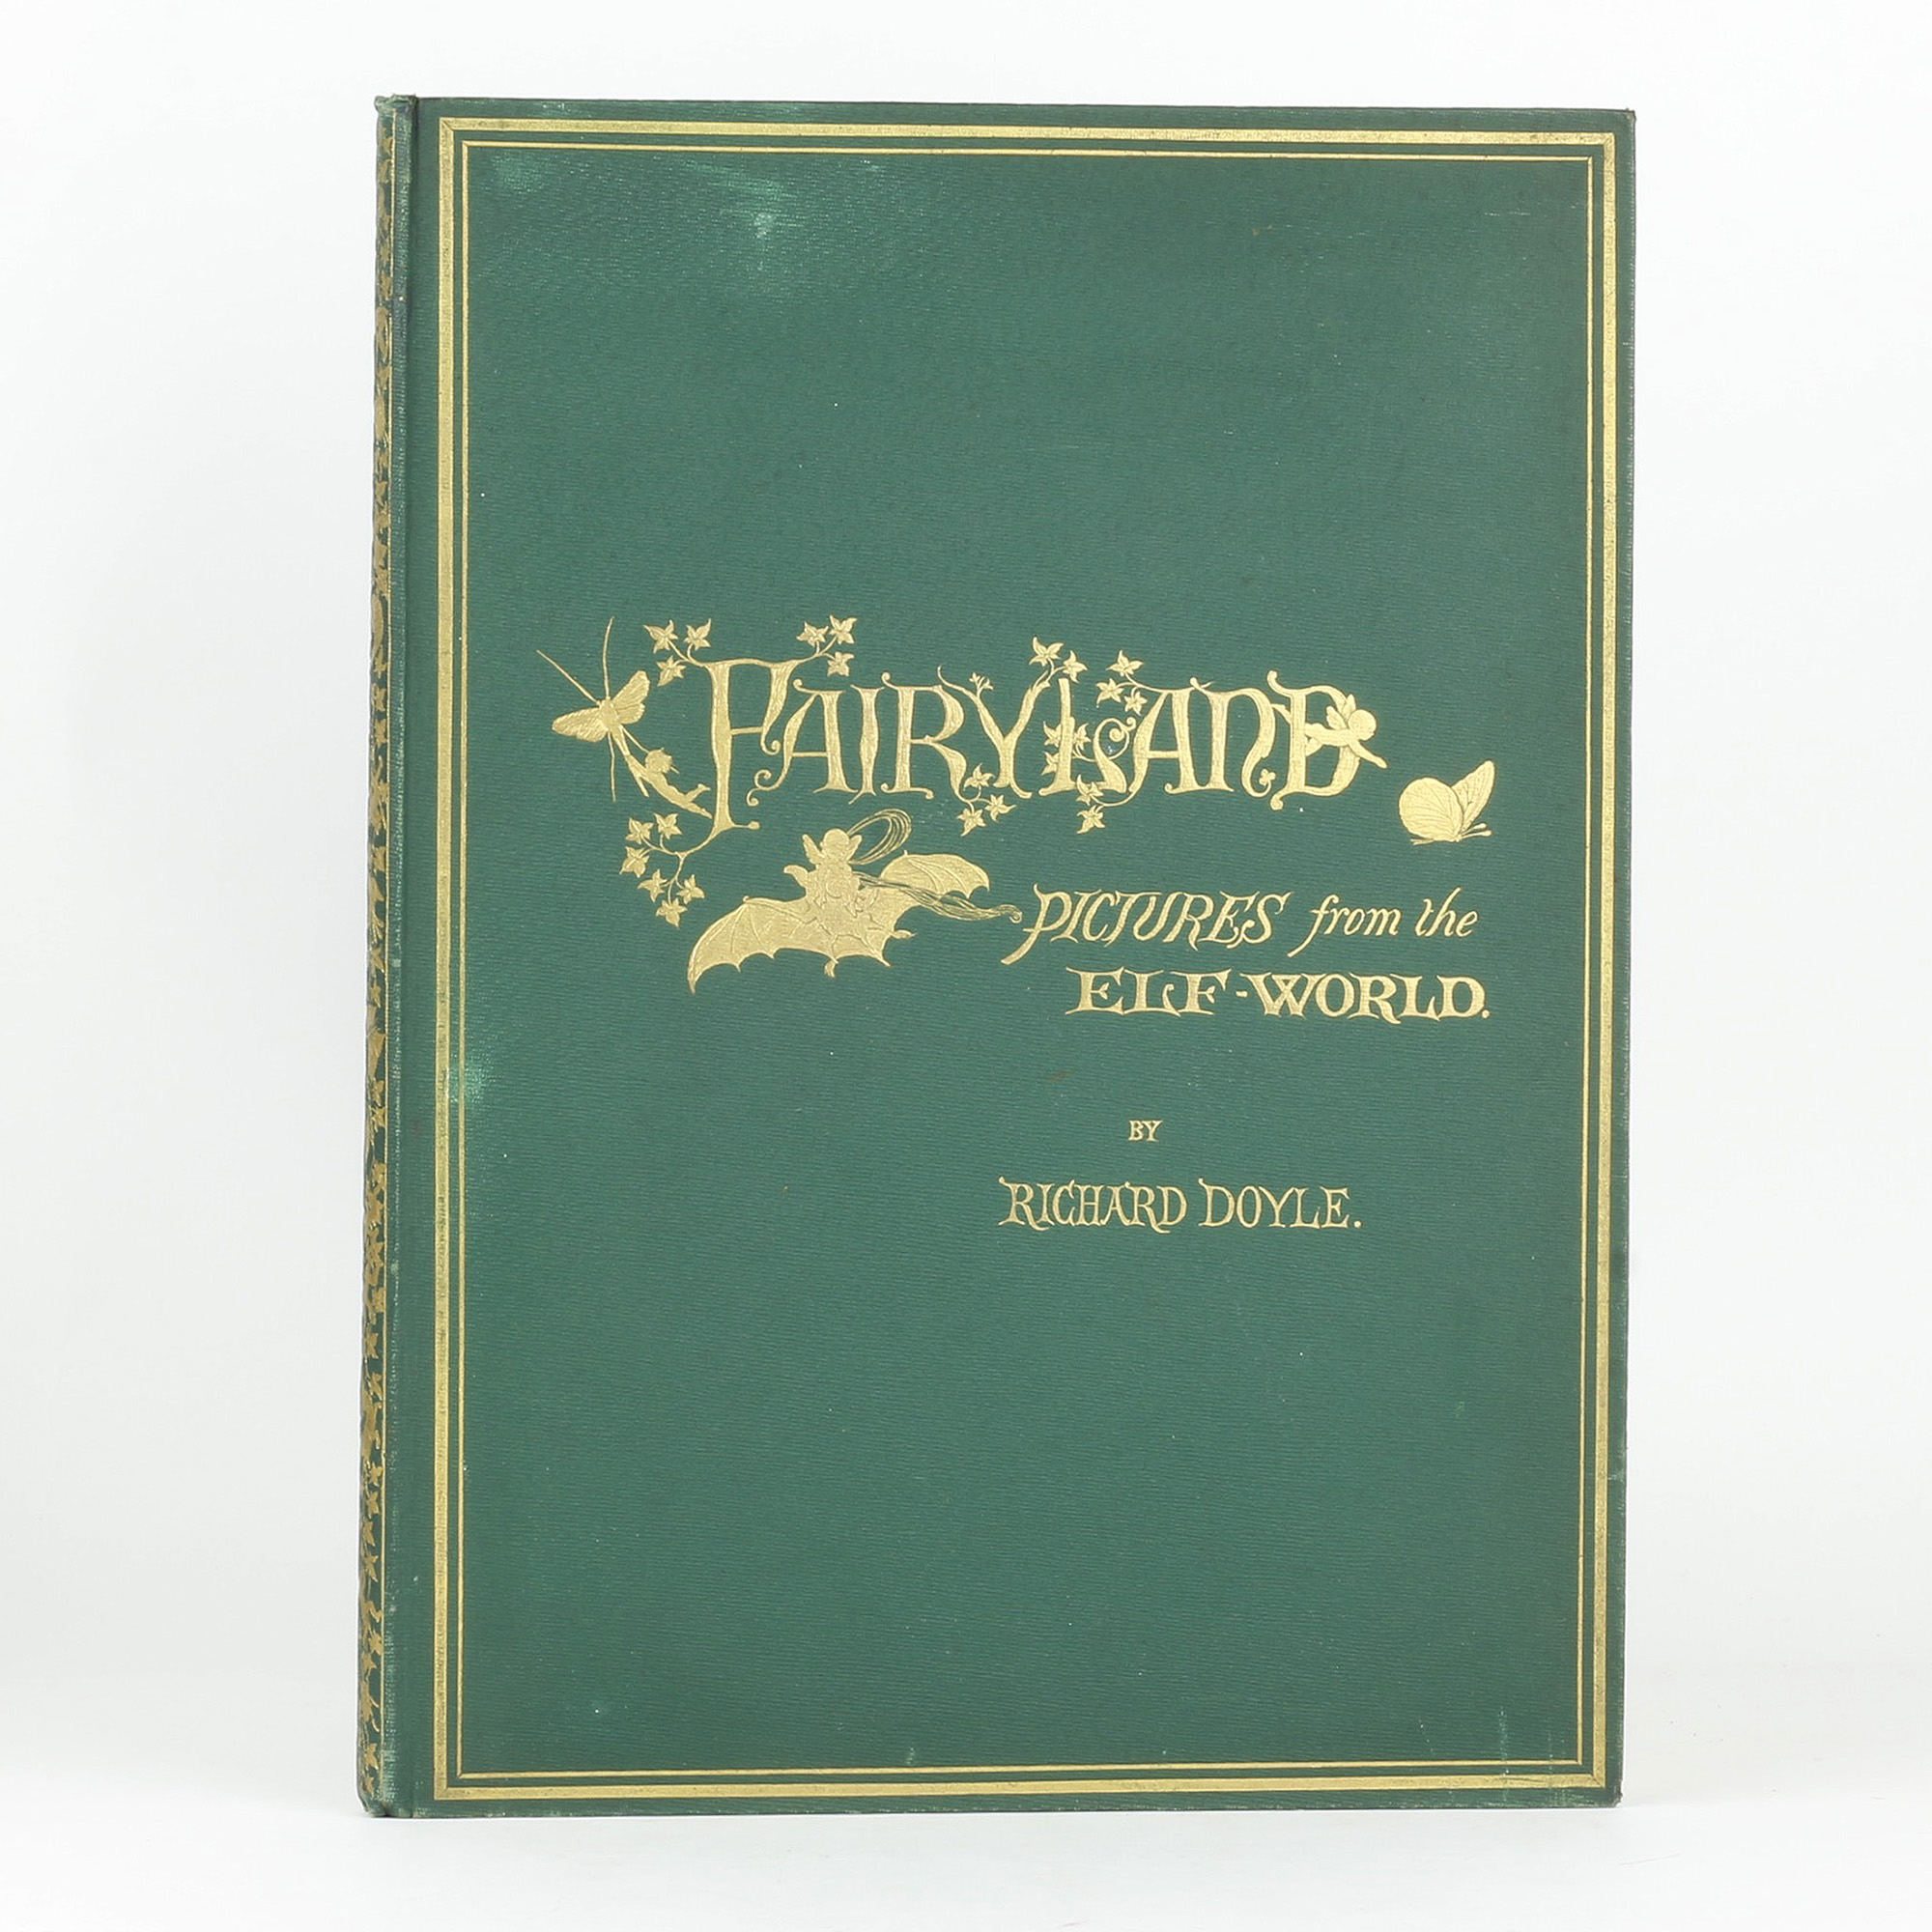 FAIRYLAND
PICTURES from the
ELF-WORLD.
BY
RICHARD DOYLE.